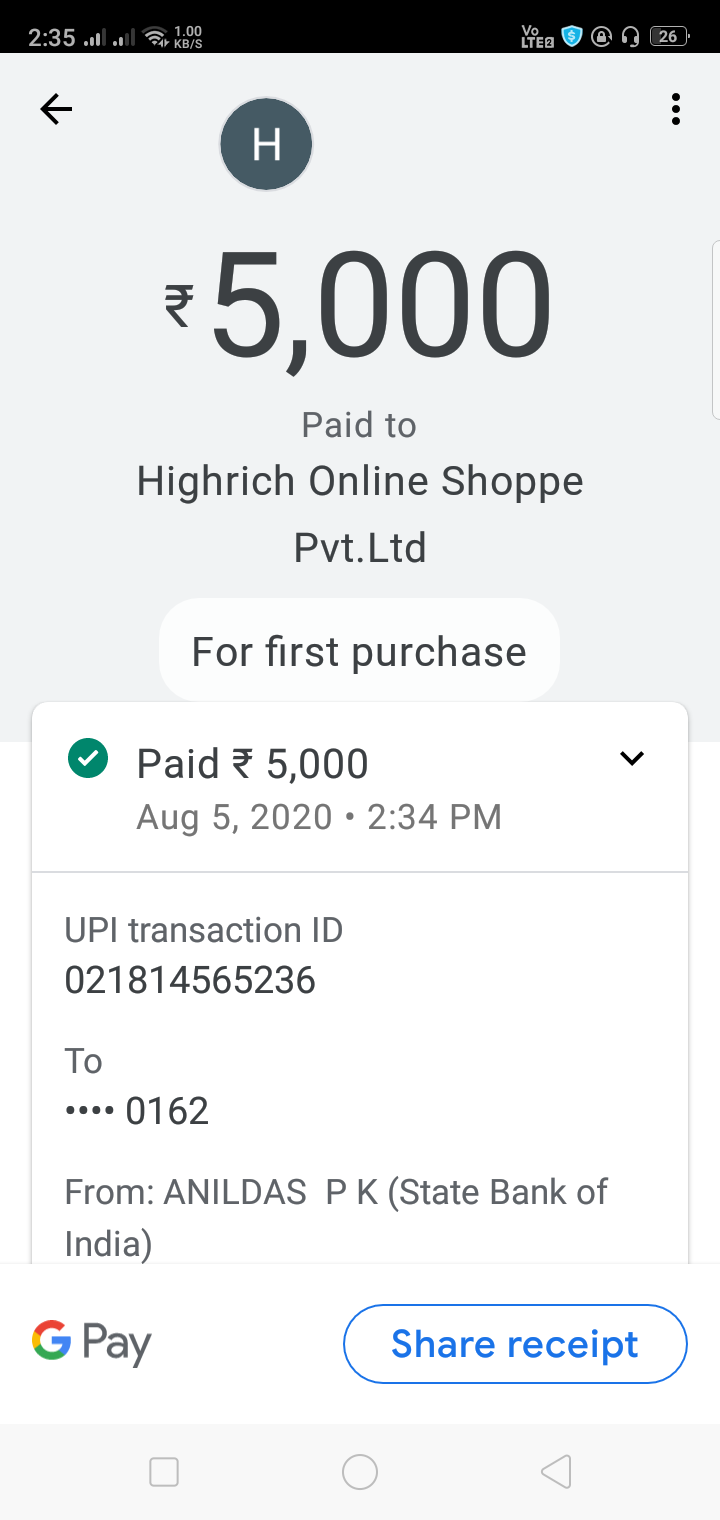 2:35 1.00 KB/S Vo LTE2 26
H
₹5,000
Paid to
Highrich Online Shoppe
Pvt.Ltd
For first purchase
Paid ₹ 5,000
Aug 5, 2020 • 2:34 PM
UPI transaction ID
021814565236
To
•••• 0162
From: ANILDAS  P K (State Bank of
India)
G Pay
Share receipt